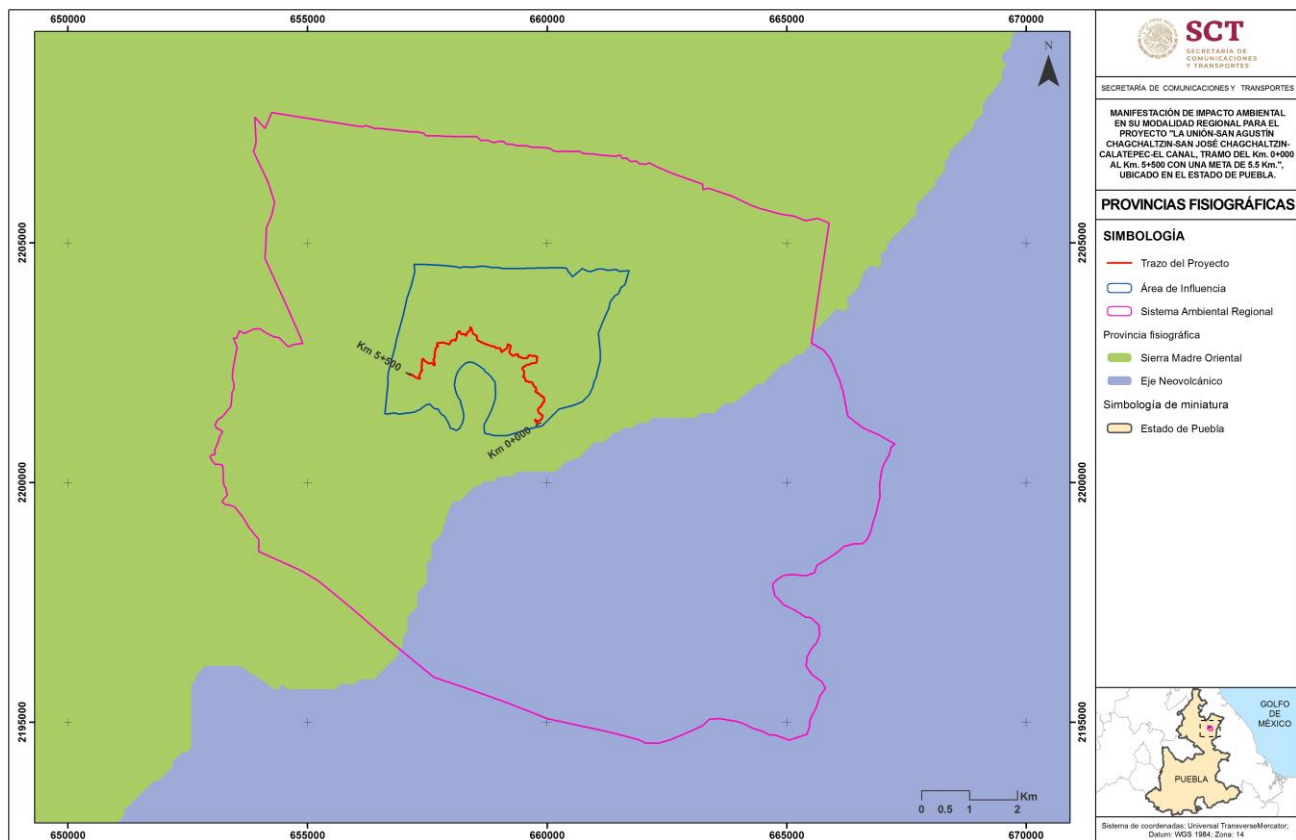 650000 655000 660000 665000 670000
2205000
2200000
2195000
N
Km 5+500
Km 0+000
0 0.5 1 2 Km
2205000
2200000
2195000
650000 655000 660000 665000 670000
SCT
SECRETARÍA DE
COMUNICACIONES
Y TRANSPORTES
SECRETARÍA DE COMUNICACIONES Y TRANSPORTES
MANIFESTACIÓN DE IMPACTO AMBIENTAL
EN SU MODALIDAD REGIONAL PARA EL
PROYECTO "LA UNIÓN-SAN AGUSTÍN
CHAGCHALTZIN-SAN JOSÉ CHAGCHALTZIN-
CALATEPEC-EL CANAL, TRAMO DEL Km. 0+000
AL Km. 5+500 CON UNA META DE 5.5 Km.",
UBICADO EN EL ESTADO DE PUEBLA.
PROVINCIAS FISIOGRÁFICAS
SIMBOLOGÍA
Trazo del Proyecto
Área de Influencia
Sistema Ambiental Regional
Provincia fisiográfica
Sierra Madre Oriental
Eje Neovolcánico
Simbología de miniatura
Estado de Puebla
GOLFO
DE
MÉXICO
PUEBLA
Sistema de coordenadas: Universal TransverseMercator;
Datum: WGS 1984; Zona: 14